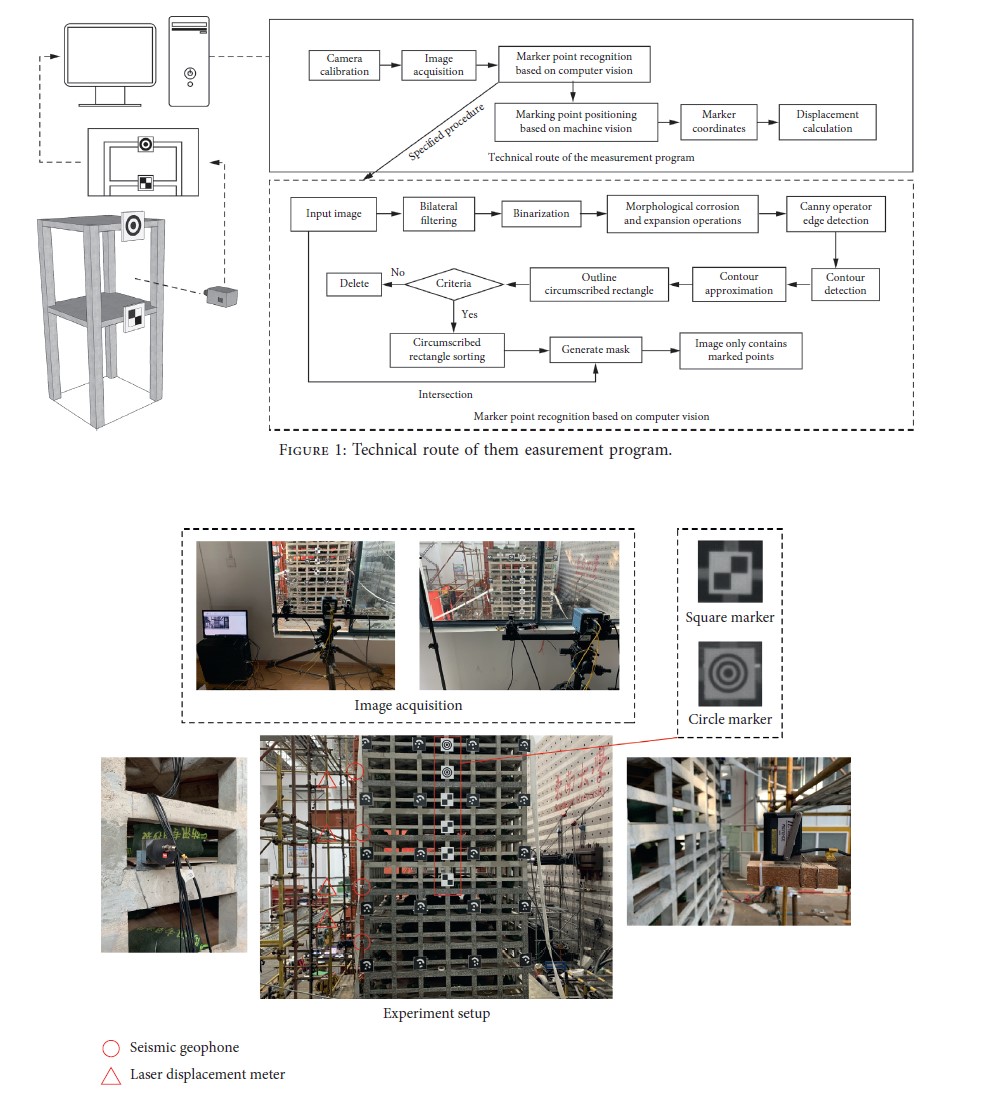 Camera
calibration
Image
acquisition
Marker point recognition
based on computer vision
Specified procedure
Marking point positioning
based on machine vision
Marker
coordinates
Displacement
calculation
Technical route of the measurement program
Input image
Bilateral
filtering
Binarization
Morphological corrosion
and expansion operations
Canny operator
edge detection
Delete
No
Criteria
Outline
circumscribed rectangle
Contour
approximation
Contour
detection
Yes
Circumscribed
rectangle sorting
Generate mask
Image only contains
marked points
Intersection
Marker point recognition based on computer vision
Figure 1: Technical route of them easurement program.
Image acquisition
Square marker
Circle marker
Experiment setup
Seismic geophone
Laser displacement meter